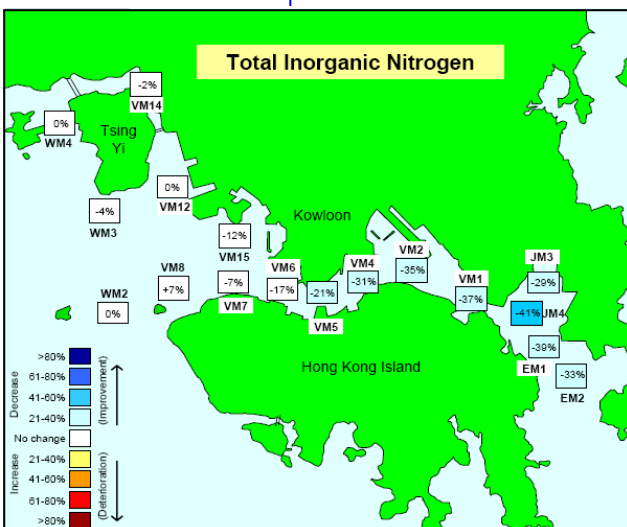 Total Inorganic Nitrogen
-2%
VM14
0%
WM4
Tsing
Yi
0%
VM12
-4%
WM3
Kowloon
-12%
VM15
VM8
+7%
WM2
0%
-7%
VM7
VM6
-17%
-21%
VM5
VM4
-31%
VM2
-35%
VM1
-37%
JM3
-29%
-41%
JM4
-39%
EM1
-33%
EM2
Hong Kong Island
Decrease
(Improvement)
>80%
61-80%
41-60%
21-40%
No change
Increase
(Deterioration)
21-40%
41-60%
61-80%
>80%